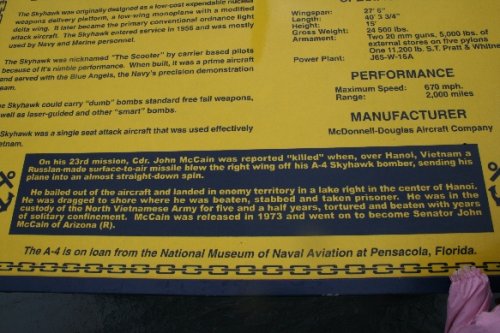 The Skyhawk was originally designed as a low-cost expendable nuclear
weapons delivery platform, a low-wing monoplane with a modified
delta wing. It later became the primary conventional ordnance light
attack aircraft. The Skyhawk entered service in 1956 and was mostly
used by Navy and Marine personnel.
The Skyhawk was nicknamed "The Scooter" by carrier based pilots
because of it's nimble performance. When built, it was a prime aircraft
and served with the Blue Angels, the Navy's precision demonstration
team.
Skyhawk could carry "dumb" bombs standard free fall weapons,
well as laser-guided and other "smart" bombs.
Skyhawk was a single seat attack aircraft that was used effectively
Vietnam.
Wingspan: 27' 6"
Length: 40' 3 3/4"
Height: 15'
Gross Weight: 24 500 lbs.
Armament: Two 20 mm guns, 5,000 lbs. of
external stores on five pylons
Power Plant: One 11,200 lb. S.T. Pratt & Whitney
J65-W-16A
PERFORMANCE
Maximum Speed: 670 mph.
Range: 2,000 miles
MANUFACTURER
McDonnell-Douglas Aircraft Company
On his 23rd mission, Cdr. John McCain was reported "killed" when, over Hanoi, Vietnam a
Russian-made surface-to-air missile blew the right wing off his A-4 Skyhawk bomber, sending his
plane into an almost straight-down spin.
He bailed out of the aircraft and landed in enemy territory in a lake right in the center of Hanoi.
He was dragged to shore where he was beaten, stabbed and taken prisoner. He was in the
custody of the North Vietnamese Army for five and a half years, tortured and beaten with years
of solitary confinement. McCain was released in 1973 and went on to become Senator John
McCain of Arizona (R).
The A-4 is on loan from the National Museum of Naval Aviation at Pensacola, Florida.